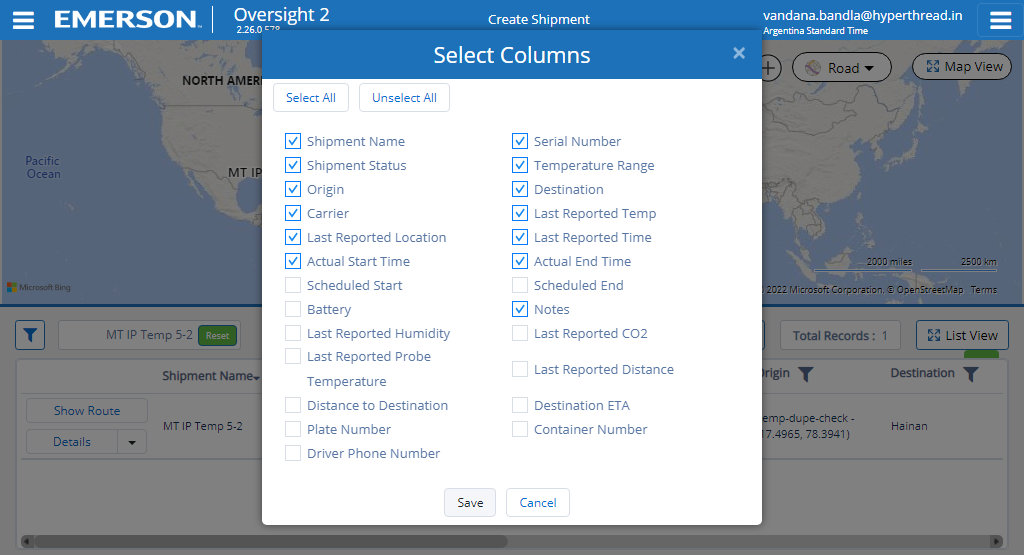 EMERSON
Oversight 2
2.26.0.578
Create Shipment
vandana.bandla@hyperthread.in
Argentina Standard Time
Select Columns
×
NORTH AMERI
Road
Map View
Select All
Unselect All
Pacific
Ocean
MT IP
Shipment Name
Serial Number
Shipment Status
Temperature Range
Origin
Destination
Carrier
Last Reported Temp
Last Reported Location
Last Reported Time
Actual Start Time
Actual End Time
Scheduled Start
Scheduled End
Battery
Notes
Last Reported Humidity
Last Reported CO2
Last Reported Probe
Temperature
Last Reported Distance
Distance to Destination
Destination ETA
Plate Number
Container Number
Driver Phone Number
Save
Cancel
2000 miles
2500 km
Microsoft Bing
2022 Microsoft Corporation, © OpenStreetMap Terms
MT IP Temp 5-2
Reset
Total Records : 1
List View
Shipment Name
Origin
Destination
Show Route
Details
MT IP Temp 5-2
emp-dupe-check -
17.4965, 78.3941)
Hainan